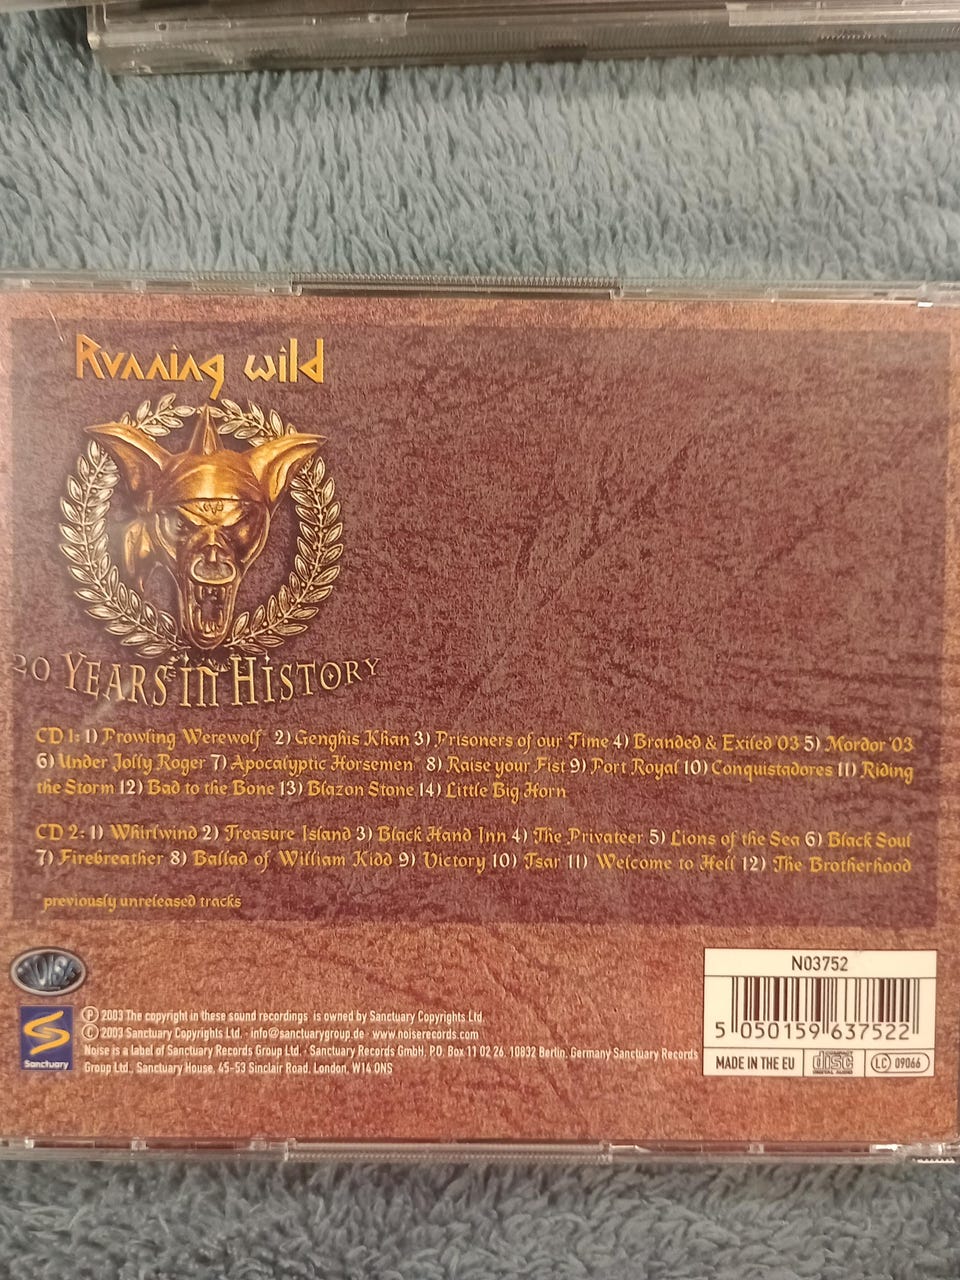 Running Wild
20 YEARS IN HISTORY
CD 1: 1) Prowling Werewolf 2) Genghis Khan 3) Prisoners of our Time 4) Branded & Exiled '03 5) Mordor '03
6) Under Jolly Roger 7) Apocalyptic Horsemen 8) Raise your Fist 9) Port Royal 10) Conquistadores 11) Riding
the Storm 12) Bad to the Bone 13) Blazon Stone 14) Little Big Horn
CD 2: 1) Whirlwind 2) Treasure Island 3) Black Hand Inn 4) The Privateer 5) Lions of the Sea 6) Black Soul
7) Firebreather 8) Ballad of William Kidd 9) Victory 10) Tsar 11) Welcome to Hell 12) The Brotherhood
previously unreleased tracks
NOISE
Sanctuary
Ⓟ 2003 The copyright in these sound recordings is owned by Sanctuary Copyrights Ltd.
© 2003 Sanctuary Copyrights Ltd. · info@sanctuarygroup.de · www.noiserecords.com
Noise is a label of Sanctuary Records Group Ltd. · Sanctuary Records GmbH, P.O. Box 11 02 26, 10832 Berlin, Germany Sanctuary Records
Group Ltd., Sanctuary House, 45-53 Sinclair Road, London, W14 0NS
N03752
5 050159 637522
MADE IN THE EU
COMPACT disc DIGITAL AUDIO
LC 09066